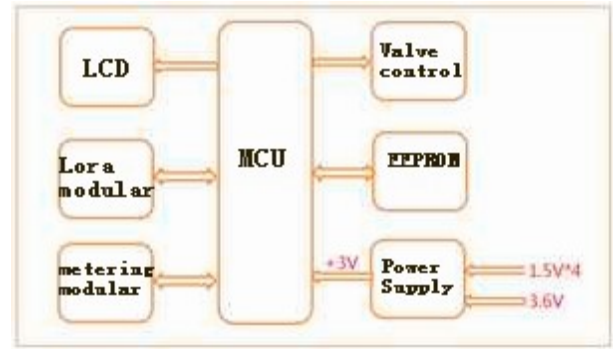 LCD
Valve
control
Lora
modular
MCU
EEPROM
metering
modular
+3V
Power
Supply
1.5V*4
3.6V